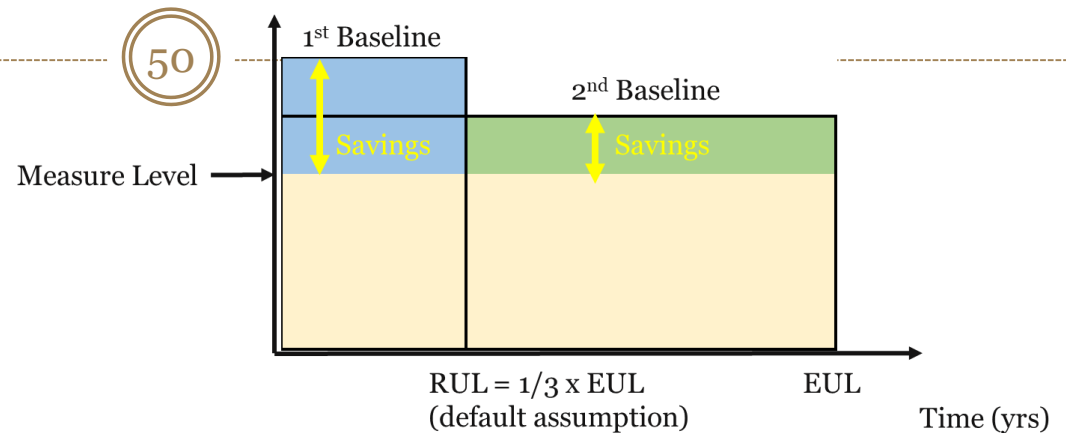 50
1st Baseline
2nd Baseline
Savings
Savings
Measure Level
RUL = 1/3 x EUL
(default assumption)
EUL
Time (yrs)